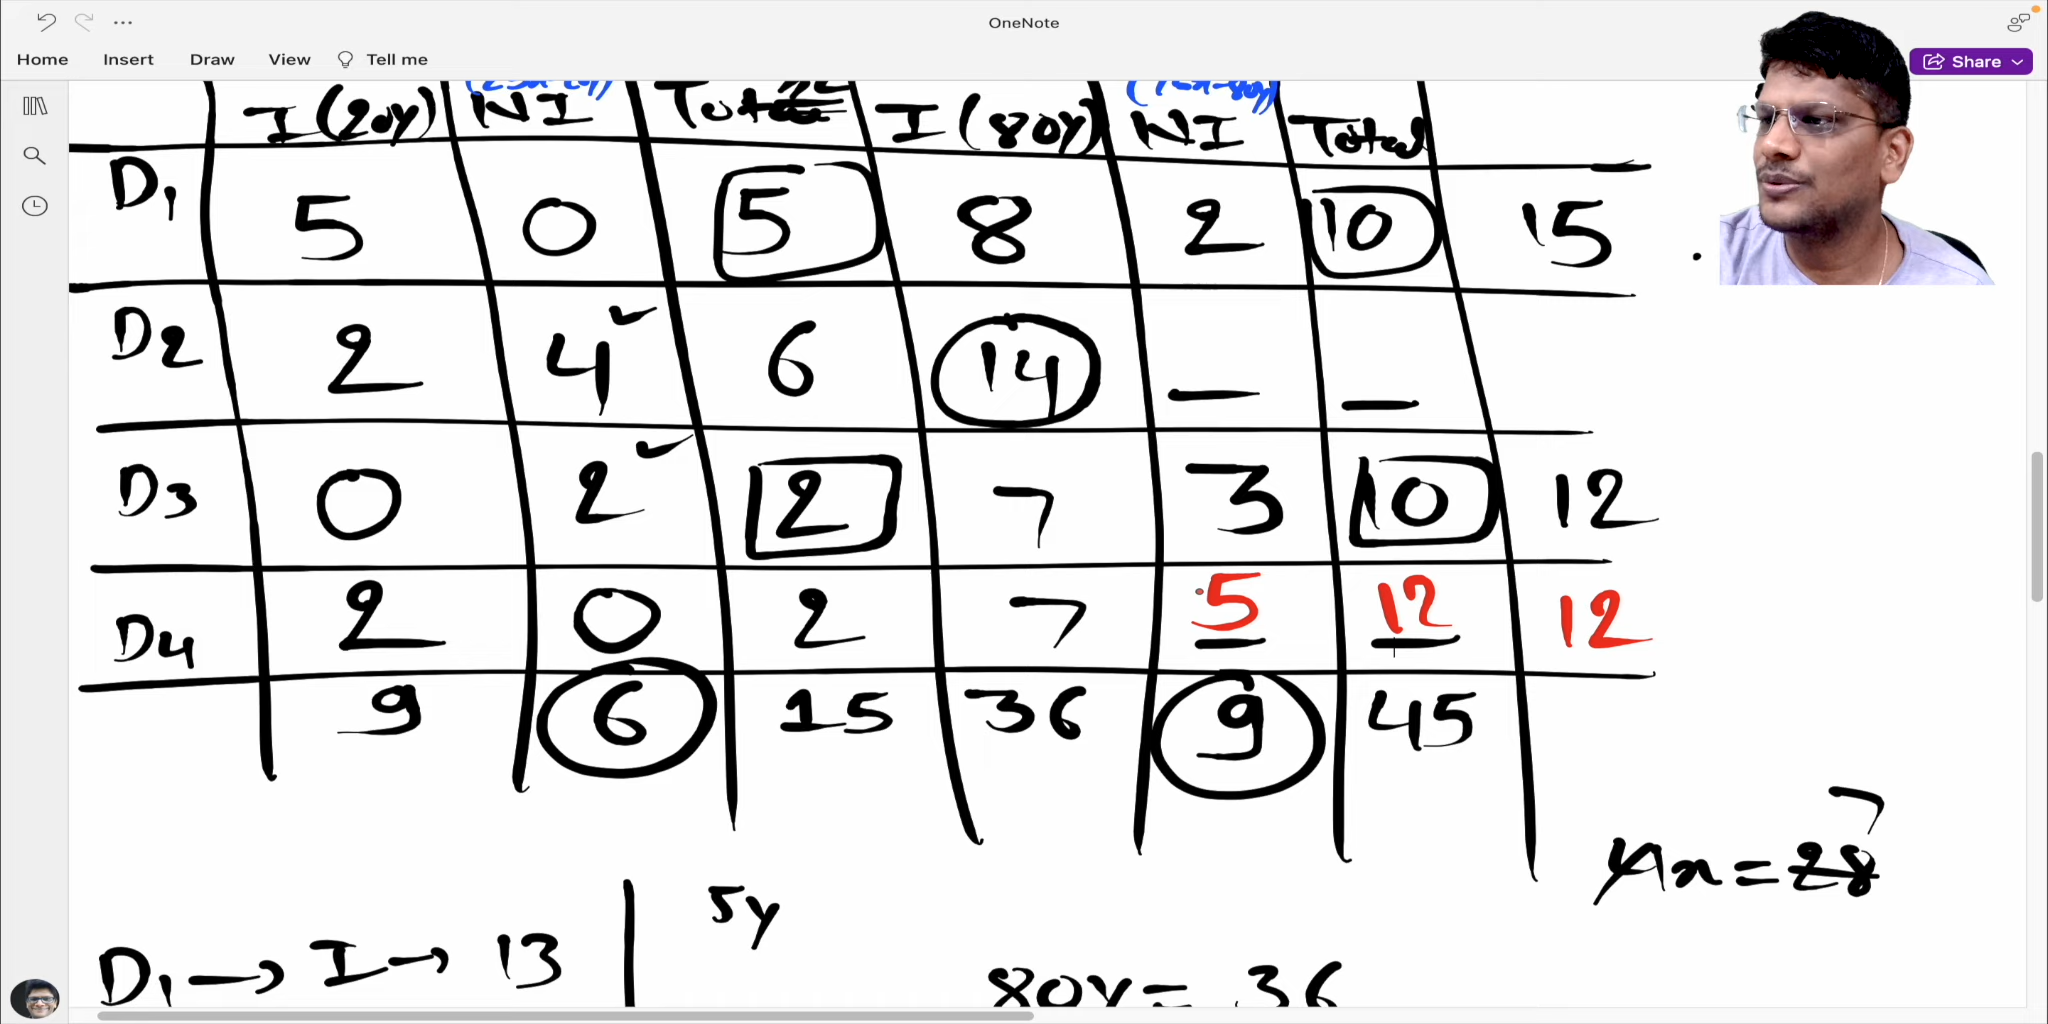 OneNote
Home Insert Draw View Tell me Share
I (20y) NI I (80y) NI Total
D1 5 0 5 8 2 10 15
D2 2 4 6 14 — —
D3 0 2 2 7 3 10 12
D4 2 0 2 7 5 12 12
9 6 15 36 9 45
7
4x = 28
5y
D1 → I → 13
80y = 36